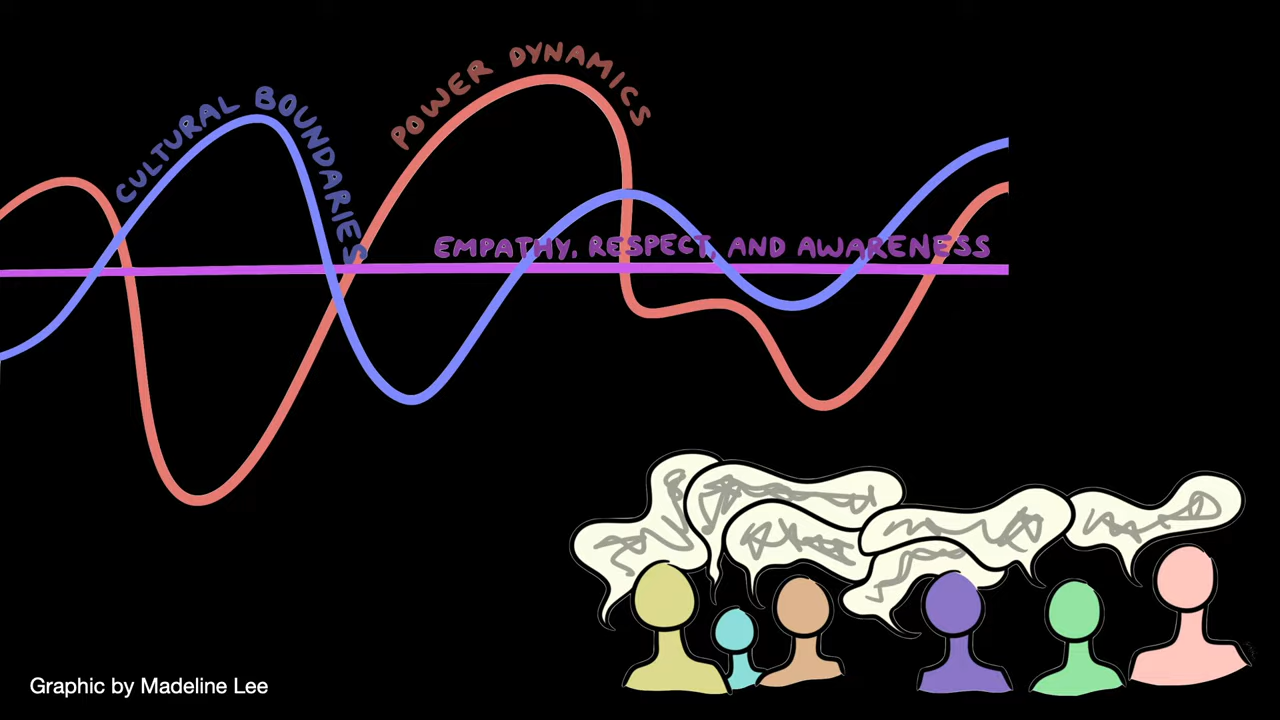 CULTURAL BOUNDARIES
POWER DYNAMICS
EMPATHY, RESPECT, AND AWARENESS
Graphic by Madeline Lee